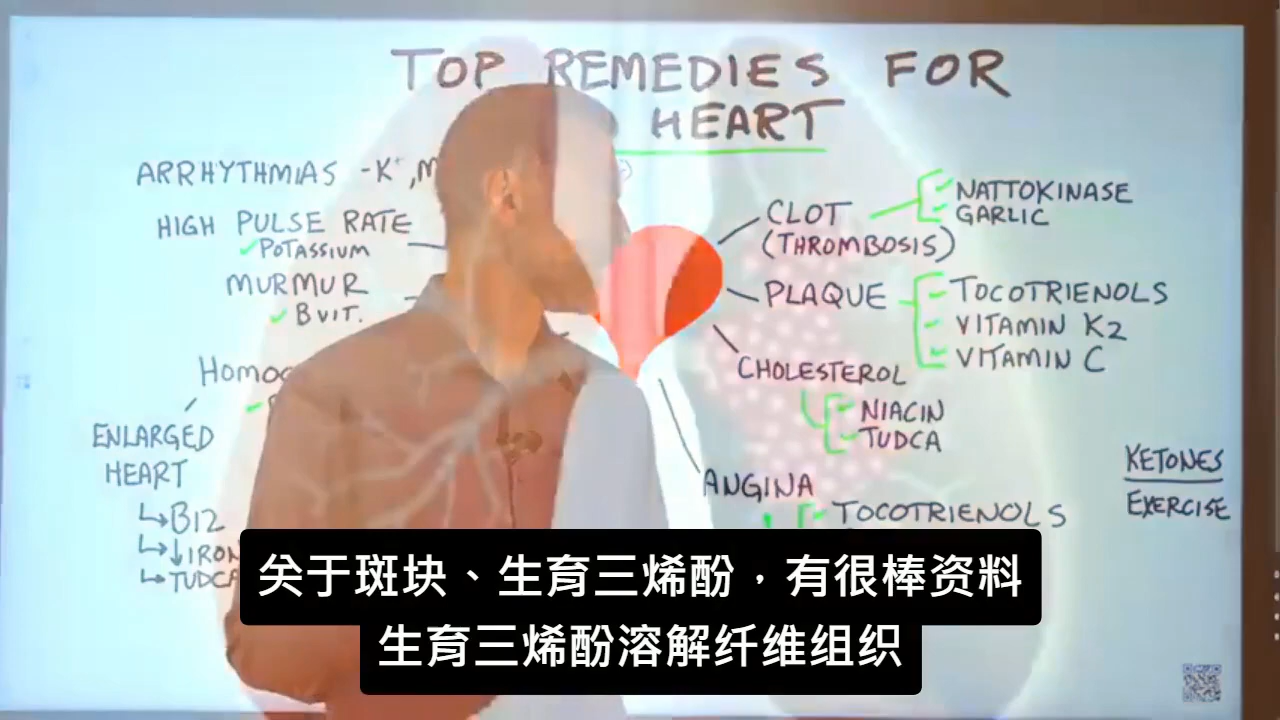 TOP REMEDIES FOR
HEART
ARRHYTHMIAS -K⁺,M
HIGH PULSE RATE
✓POTASSIUM
MURMUR
✓ B VIT.
ENLARGED
HEART
↳B12
↳↓IRON
↳TUDCA
CLOT
(THROMBOSIS)
✓ NATTOKINASE
✓ GARLIC
PLAQUE
TOCOTRIENOLS
VITAMIN K2
VITAMIN C
CHOLESTEROL
NIACIN
TUDCA
ANGINA
TOCOTRIENOLS
KETONES
EXERCISE
关于斑块、生育三烯酚，有很棒资料
生育三烯酚溶解纤维组织